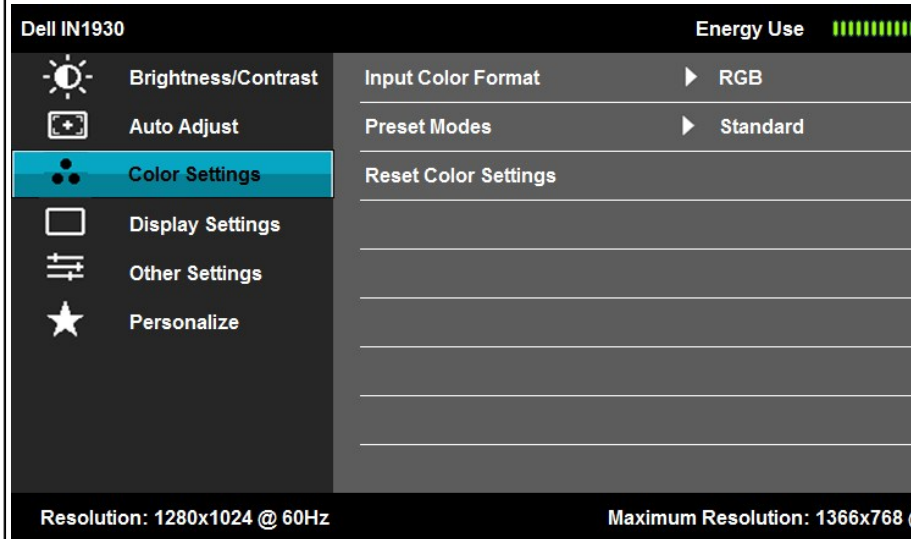 Dell IN1930 Energy Use
Brightness/Contrast Input Color Format RGB
Auto Adjust Preset Modes Standard
Color Settings Reset Color Settings
Display Settings
Other Settings
Personalize
Resolution: 1280x1024 @ 60Hz Maximum Resolution: 1366x768